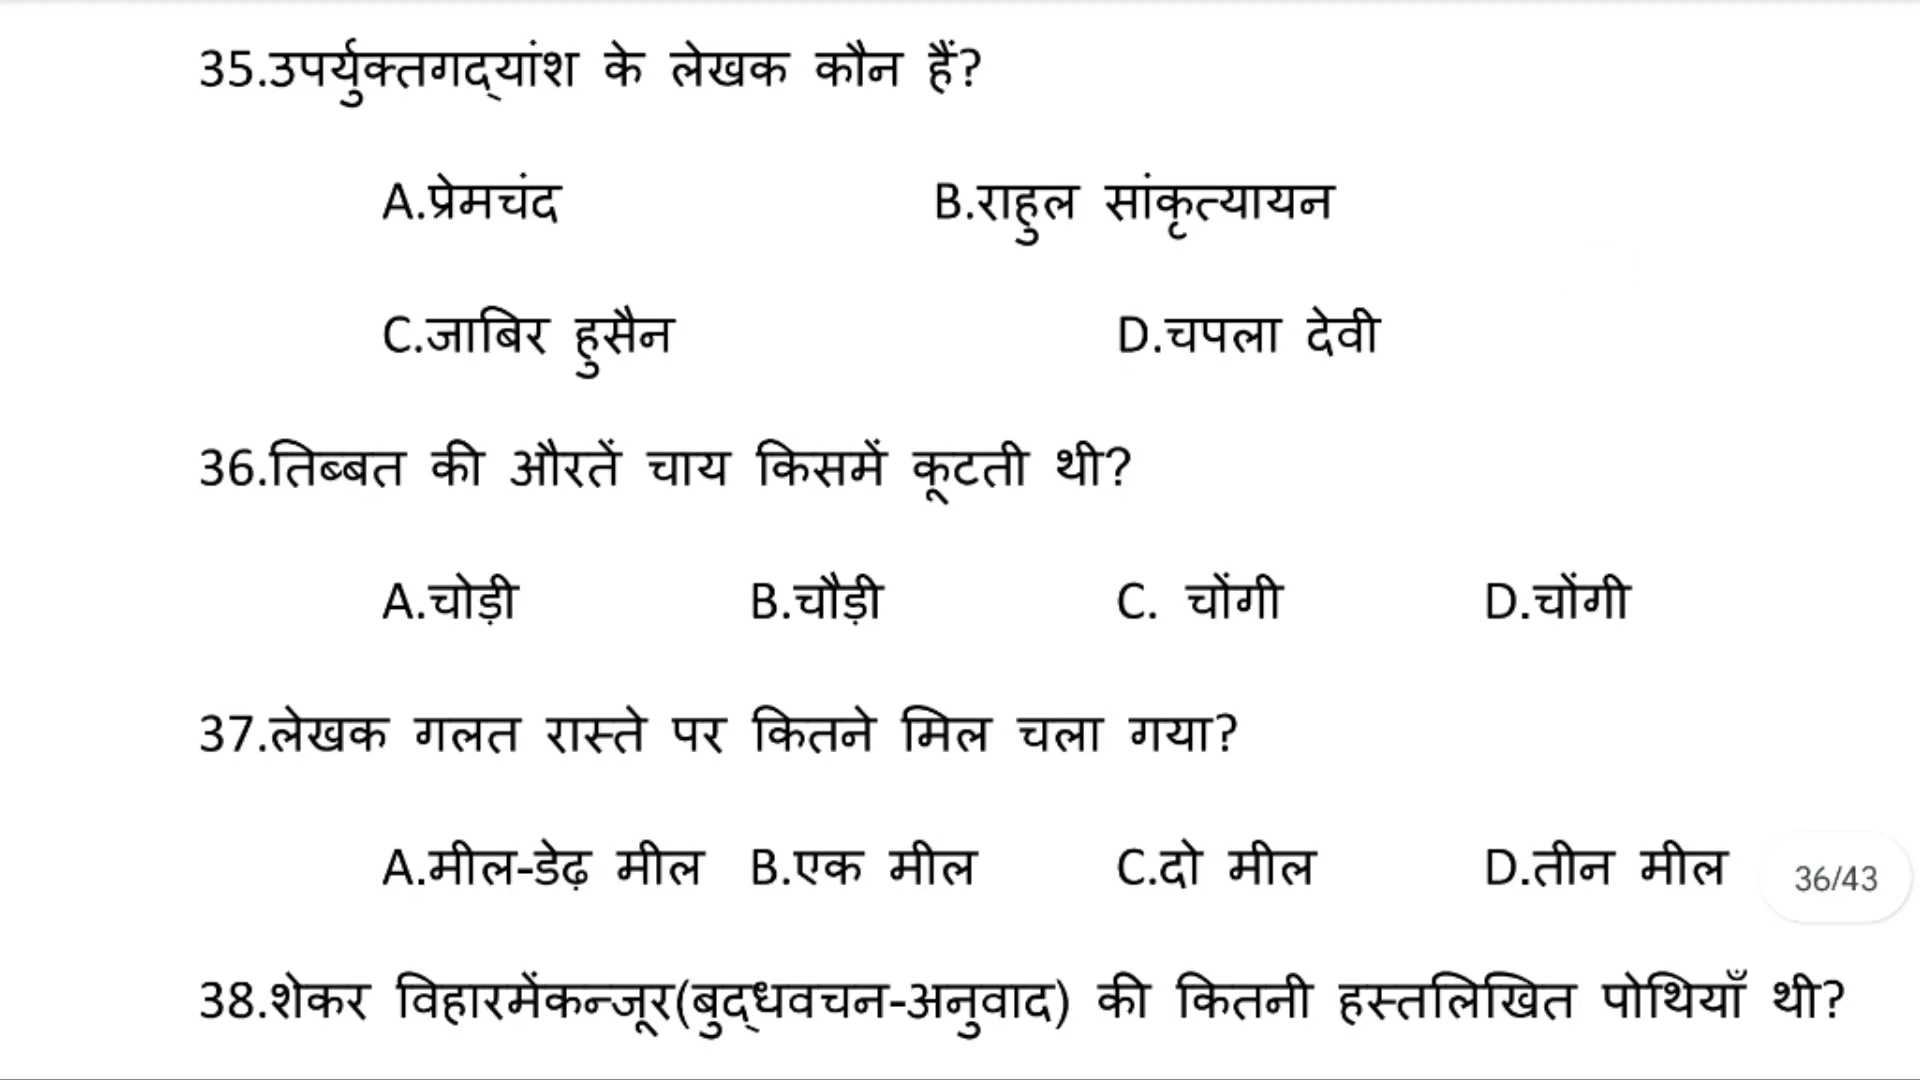 35.उपर्युक्तगद्यांश के लेखक कौन हैं?
A.प्रेमचंद B.राहुल सांकृत्यायन
C.जाबिर हुसैन D.चपला देवी
36.तिब्बत की औरतें चाय किसमें कूटती थी?
A.चोड़ी B.चौड़ी C. चोंगी D.चोंगी
37.लेखक गलत रास्ते पर कितने मिल चला गया?
A.मील-डेढ़ मील B.एक मील C.दो मील D.तीन मील
36/43
38.शेकर विहारमेंकन्जूर(बुद्धवचन-अनुवाद) की कितनी हस्तलिखित पोथियाँ थी?